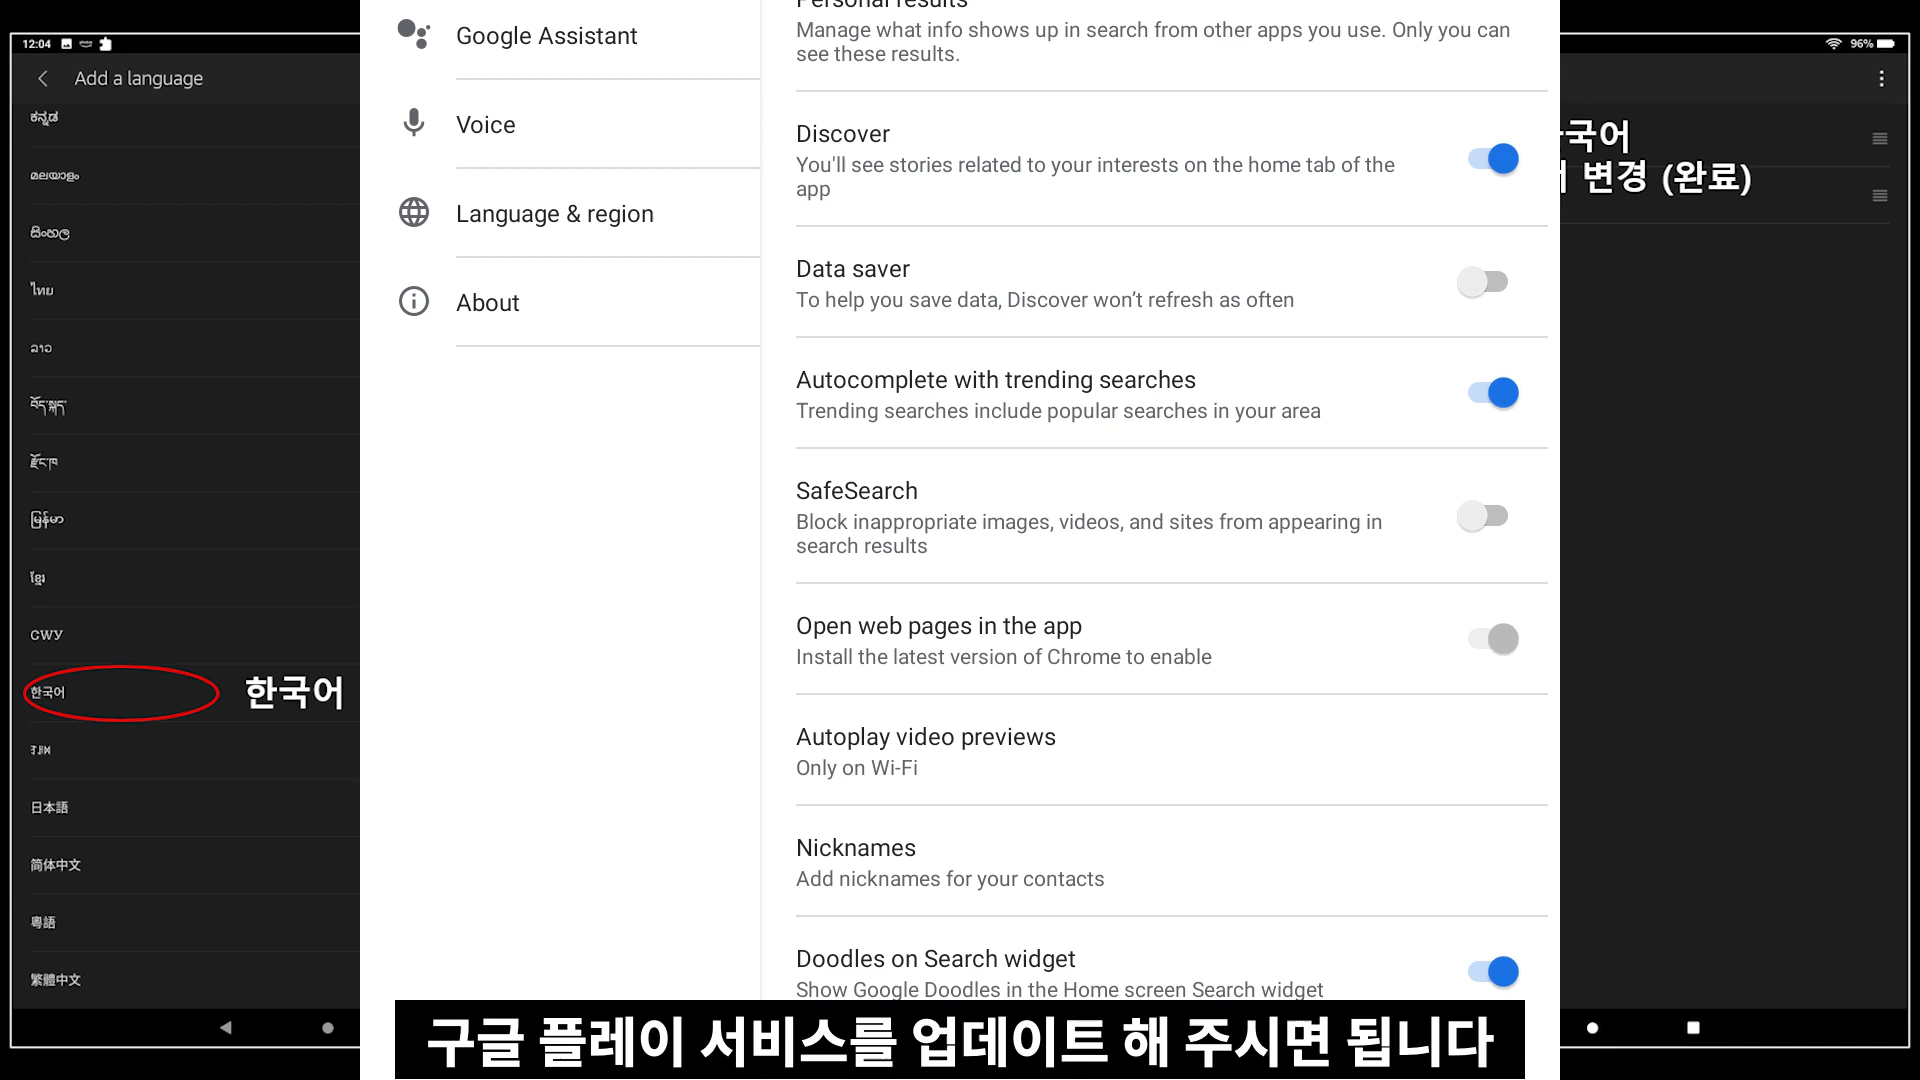 12:04
Add a language
ಕನ್ನಡ
മലയാളം
සිංහල
ไทย
ລາວ
བོད་སྐད་
རྫོང་ཁ
မြန်မာ
ខ្មែរ
ᏣᎳᎩ
한국어
한국어
日本語
简体中文
粵語
繁體中文
Google Assistant
Voice
Language & region
About
Personal results
Manage what info shows up in search from other apps you use. Only you can
see these results.
Discover
You'll see stories related to your interests on the home tab of the
app
Data saver
To help you save data, Discover won’t refresh as often
Autocomplete with trending searches
Trending searches include popular searches in your area
SafeSearch
Block inappropriate images, videos, and sites from appearing in
search results
Open web pages in the app
Install the latest version of Chrome to enable
Autoplay video previews
Only on Wi-Fi
Nicknames
Add nicknames for your contacts
Doodles on Search widget
Show Google Doodles in the Home screen Search widget
96%
한국어
변경 (완료)
구글 플레이 서비스를 업데이트 해 주시면 됩니다